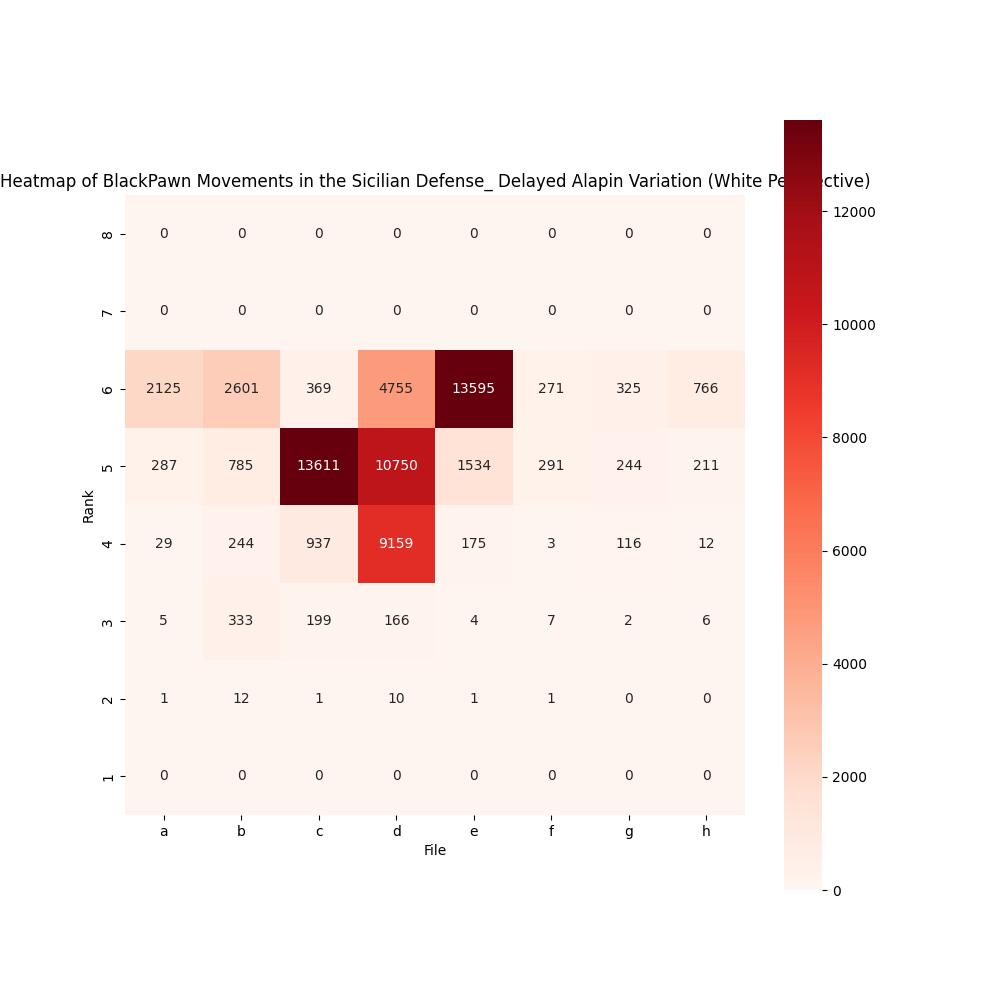 Heatmap of BlackPawn Movements in the Sicilian Defense_ Delayed Alapin Variation (White Pe ective)
12000
8 0 0 0 0 0 0 0 0
7 0 0 0 0 0 0 0 0
10000
6 2125 2601 369 4755 13595 271 325 766
8000
5 287 785 13611 10750 1534 291 244 211
Rank
4 29 244 937 9159 175 3 116 12
6000
3 5 333 199 166 4 7 2 6
4000
2 1 12 1 10 1 1 0 0
2000
1 0 0 0 0 0 0 0 0
a b c d e f g h
File
0